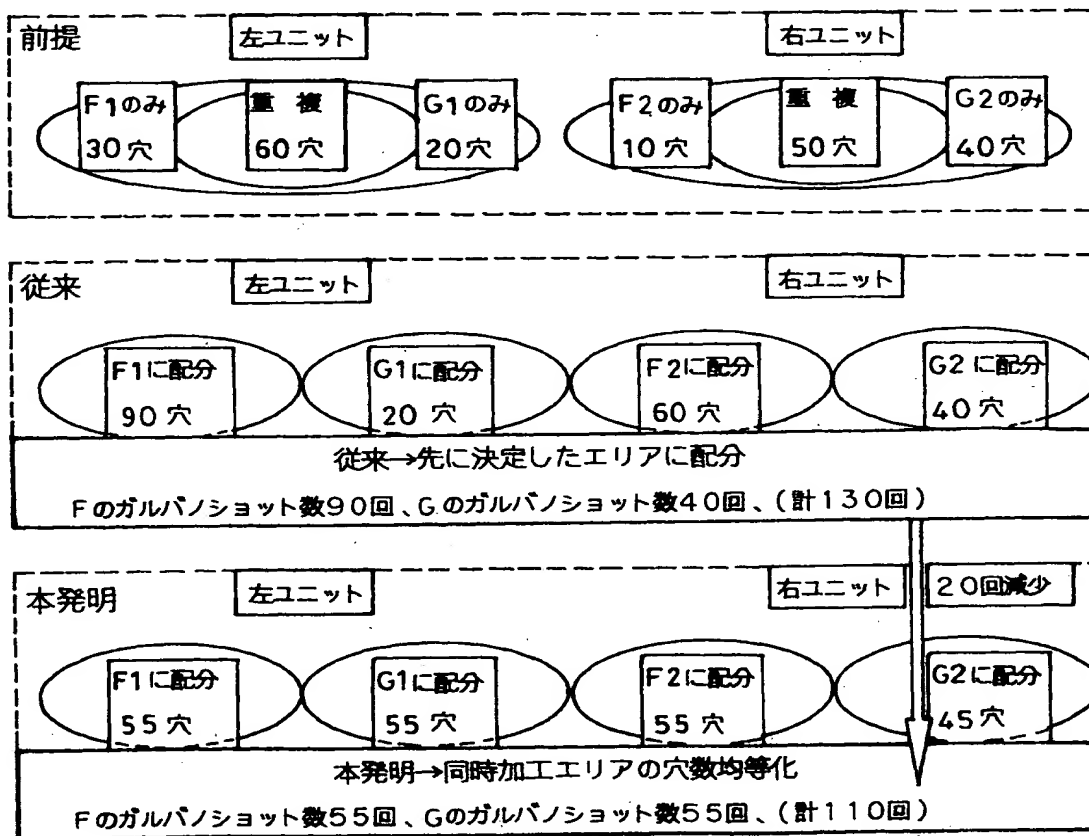 前提
左ユニット
右ユニット
F1のみ
30穴
重複
60穴
G1のみ
20穴
F2のみ
10穴
重複
50穴
G2のみ
40穴
従来
左ユニット
右ユニット
F1に配分
90穴
G1に配分
20穴
F2に配分
60穴
G2に配分
40穴
従来→先に決定したエリアに配分
Fのガルバノショット数90回、Gのガルバノショット数40回、(計130回)
本発明
左ユニット
右ユニット
20回減少
F1に配分
55穴
G1に配分
55穴
F2に配分
55穴
G2に配分
45穴
本発明→同時加工エリアの穴数均等化
Fのガルバノショット数55回、Gのガルバノショット数55回、(計110回)